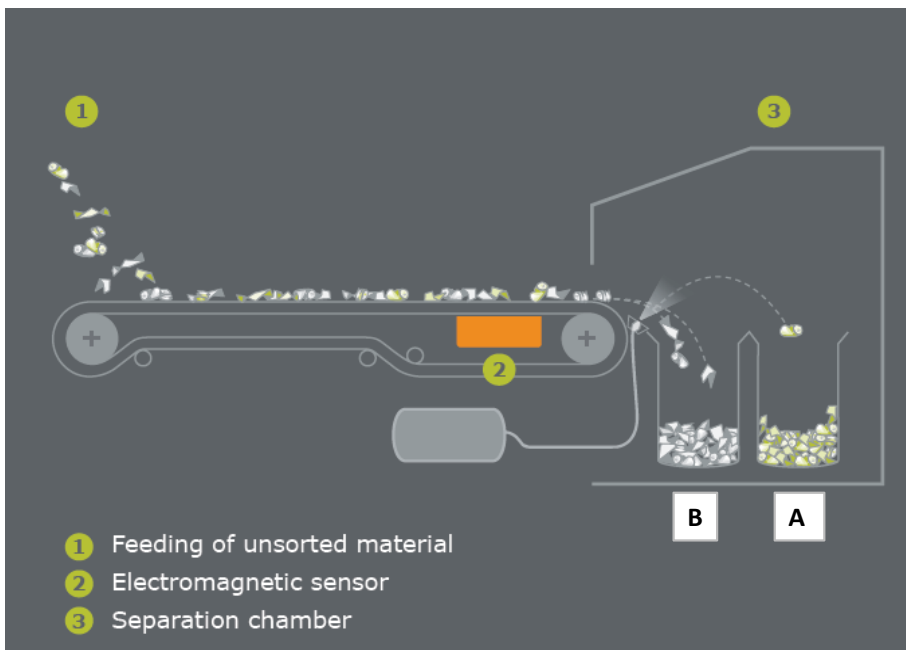 1
3
2
B
A
1 Feeding of unsorted material
2 Electromagnetic sensor
3 Separation chamber